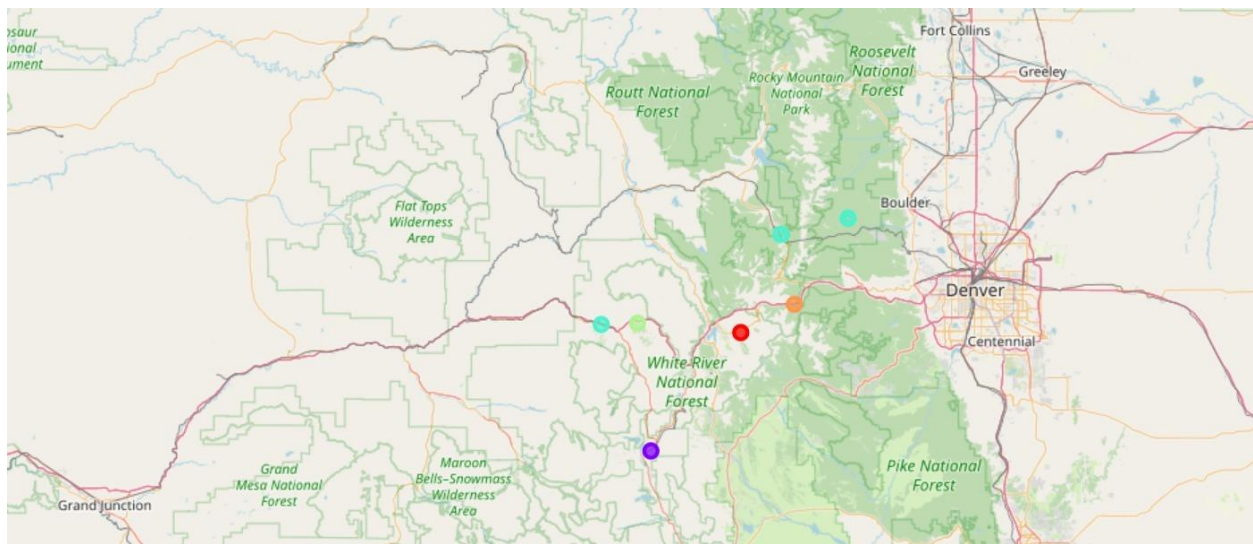 osaur
ional
ument
Fort Collins
Roosevelt
National
Forest
Greeley
Rocky Mountain
National
Park
Routt National
Forest
Flat Tops
Wilderness
Area
Boulder
Denver
Centennial
White River
National
Forest
Maroon
Bells–Snowmass
Wilderness
Area
Grand
Mesa National
Forest
Pike National
Forest
Grand Junction